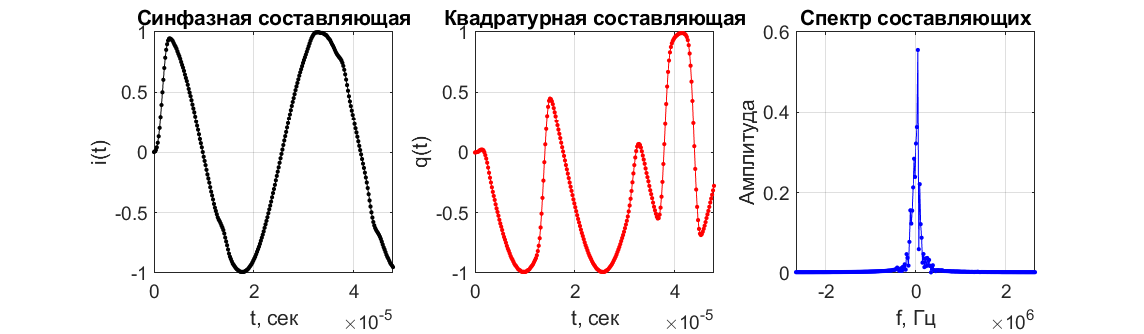 Синфазная составляющая
1
0.5
0
-0.5
-1
i(t)
0
2
4
t, сек
×10^-5
Квадратурная составляющая
1
0.5
0
-0.5
-1
q(t)
0
2
4
t, сек
×10^-5
Спектр составляющих
0.6
0.4
0.2
0
Амплитуда
-2
0
2
f, Гц
×10^6